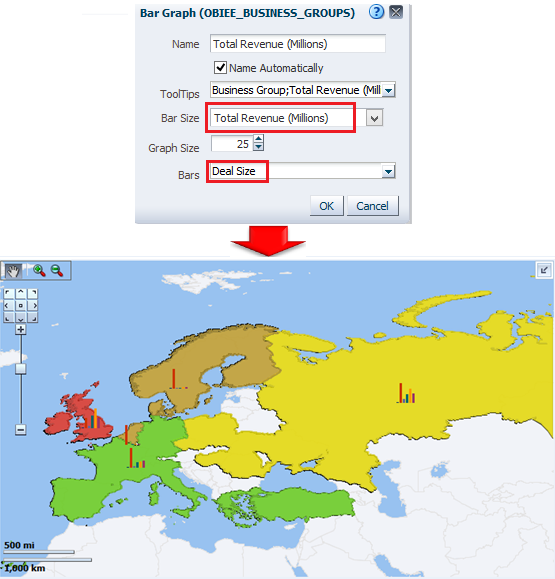 Bar Graph (OBIEE_BUSINESS_GROUPS)
Name Total Revenue (Millions)
Name Automatically
ToolTips Business Group;Total Revenue (Mill
Bar Size Total Revenue (Millions)
Graph Size 25
Bars Deal Size
OK Cancel
500 mi
1,000 km